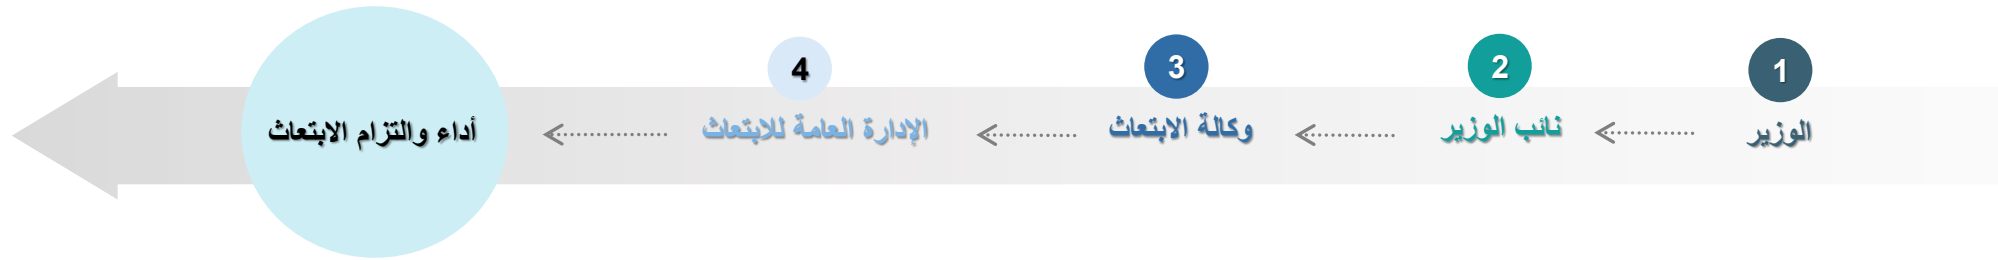 1
الوزير
2
نائب الوزير
3
وكالة الابتعاث
4
الإدارة العامة للابتعاث
أداء والتزام الابتعاث